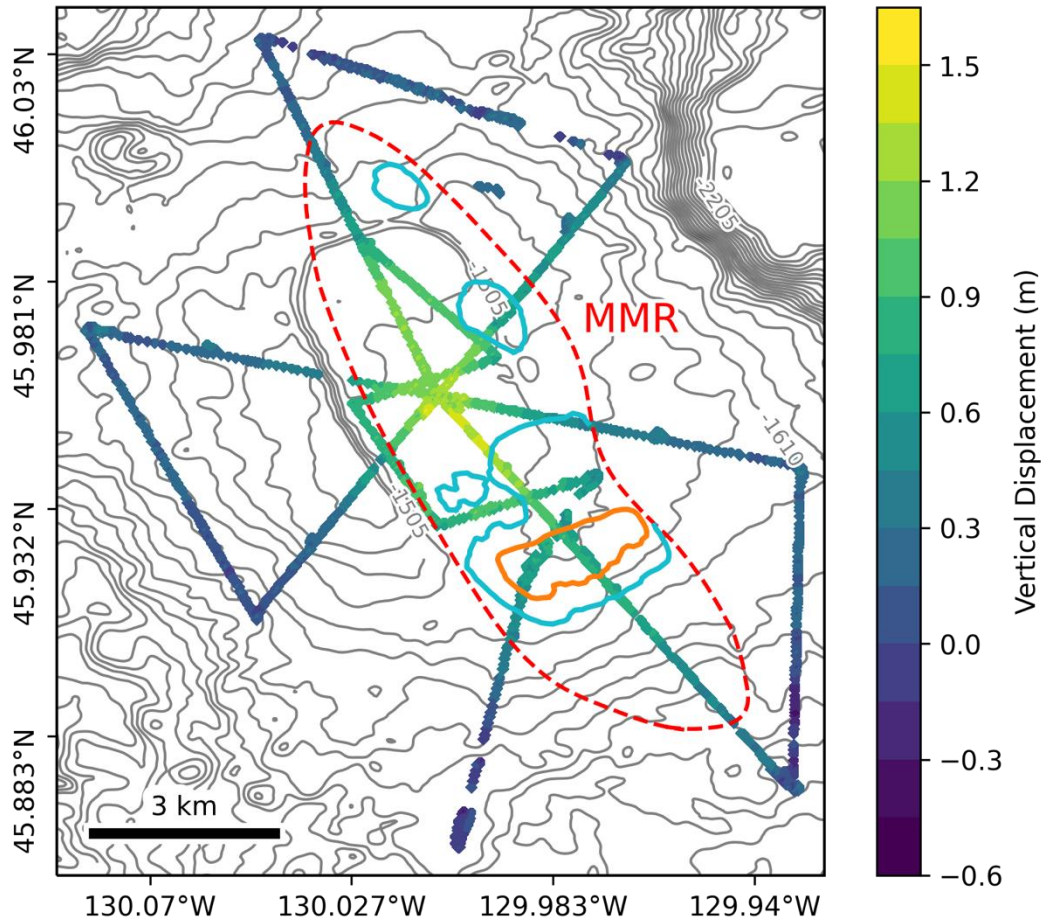 46.03°N
45.981°N
45.932°N
45.883°N
130.07°W
130.027°W
129.983°W
129.94°W
-2205
-1505
MMR
-1610
-1505
3 km
1.5
1.2
0.9
0.6
0.3
0.0
−0.3
−0.6
Vertical Displacement (m)